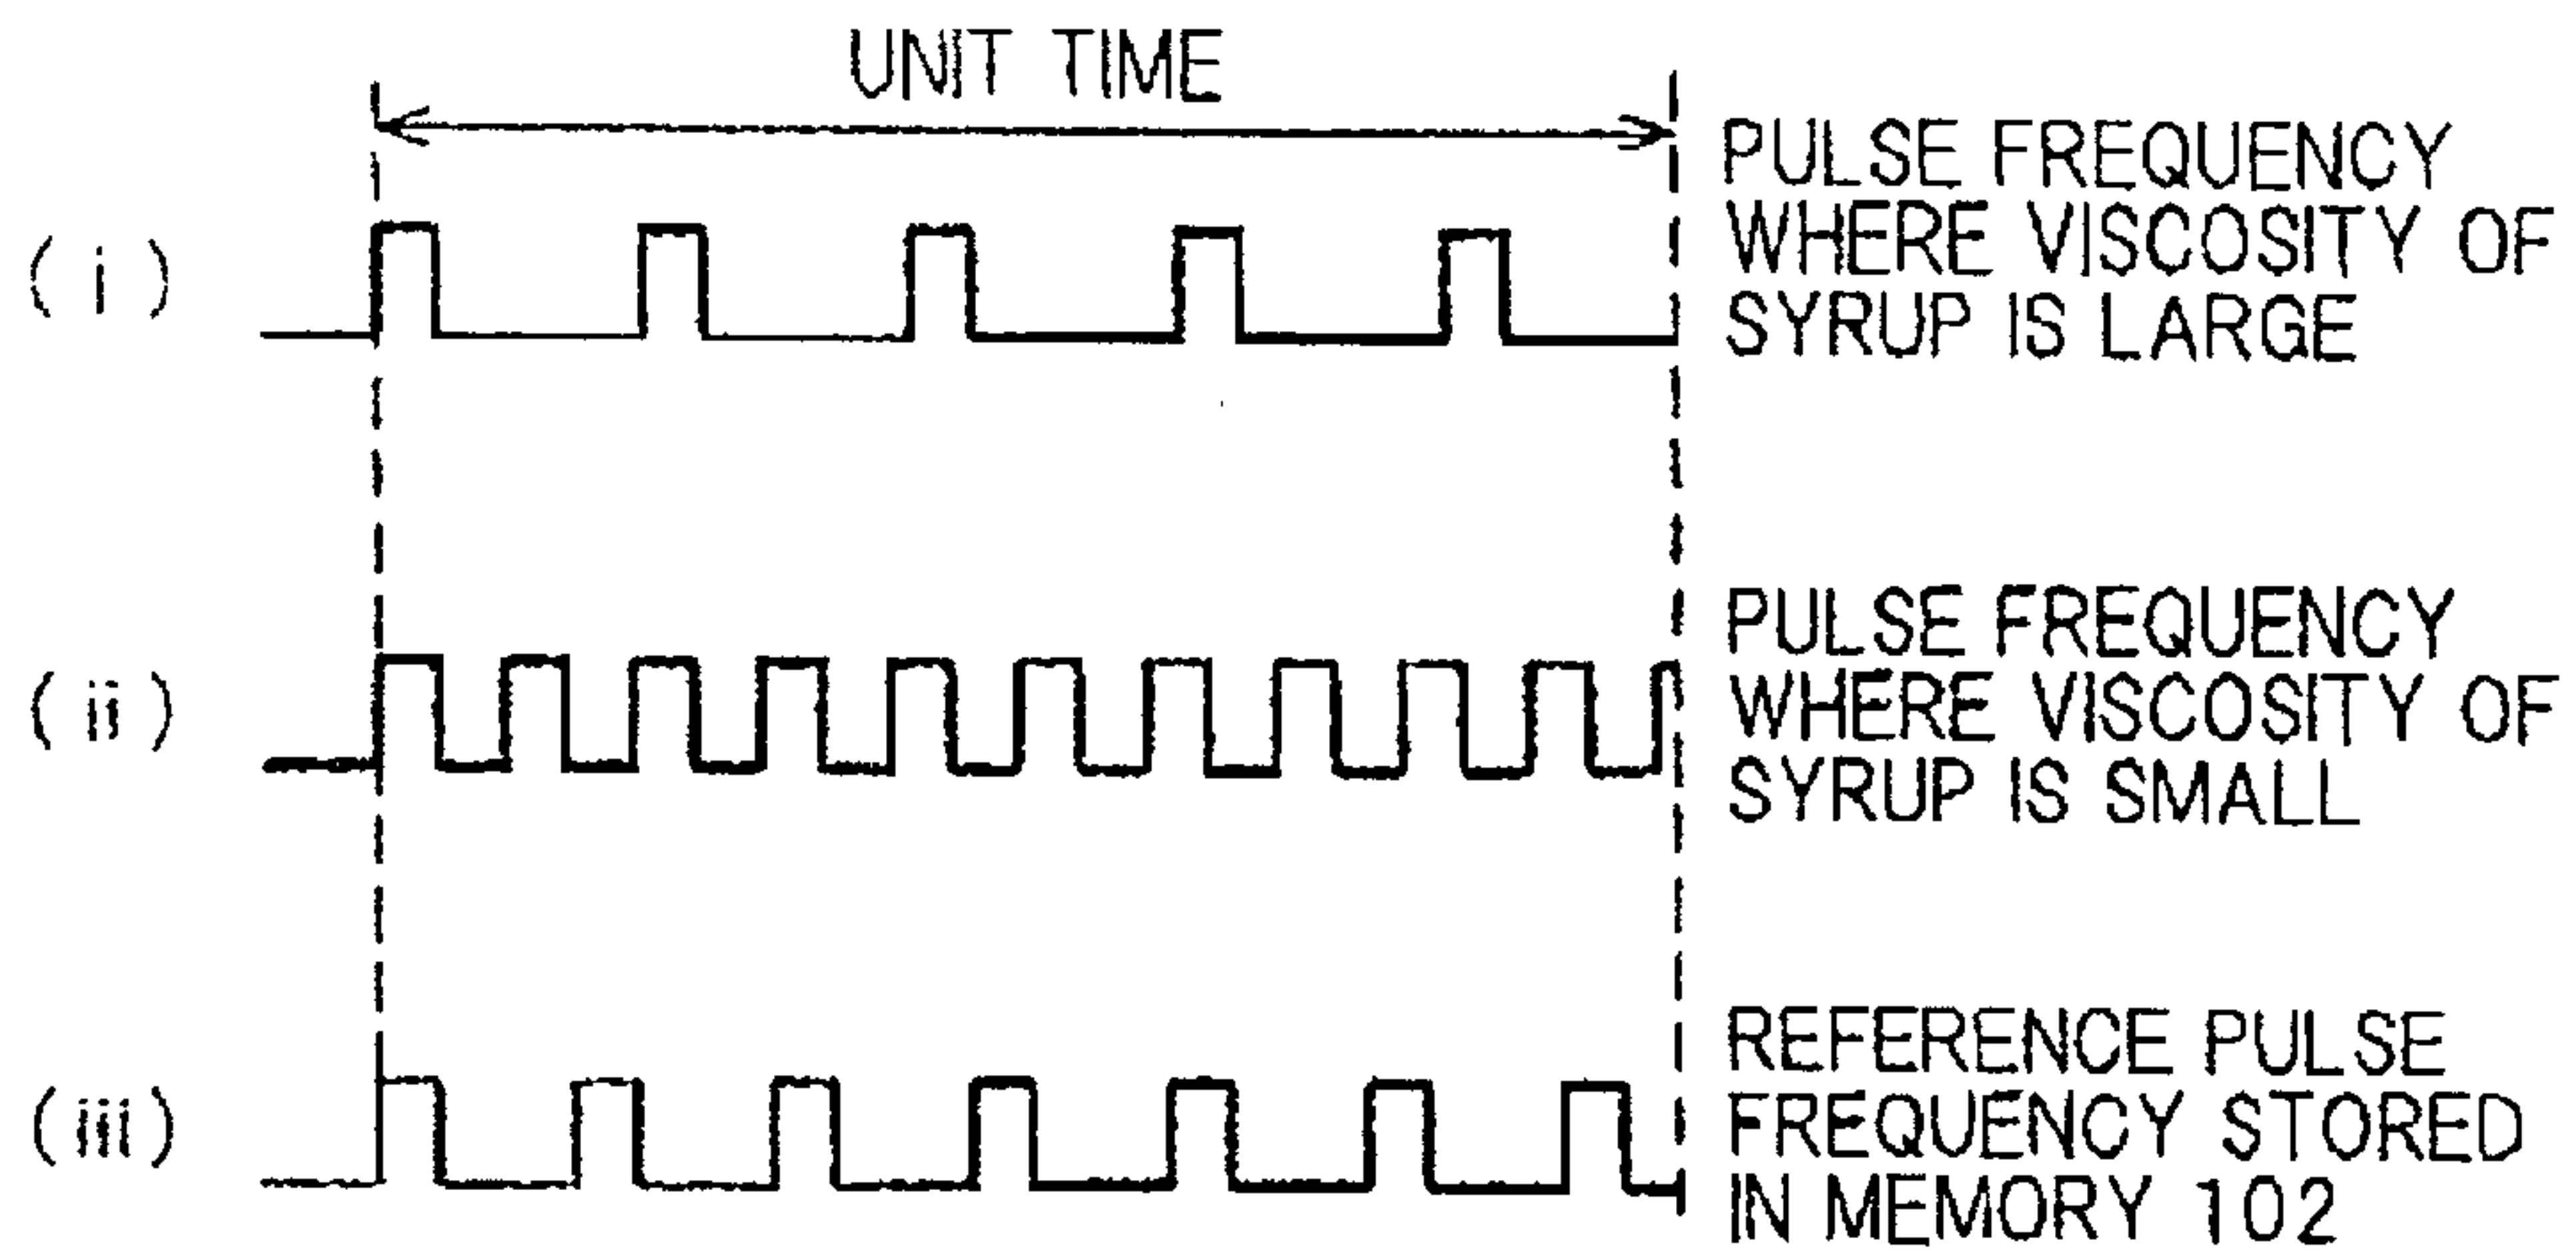 UNIT TIME
(i)
PULSE FREQUENCY
WHERE VISCOSITY OF
SYRUP IS LARGE
(ii)
PULSE FREQUENCY
WHERE VISCOSITY OF
SYRUP IS SMALL
(iii)
REFERENCE PULSE
FREQUENCY STORED
IN MEMORY 102